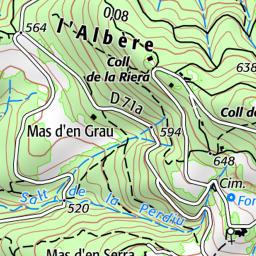 564
0,08
l'Albère
Coll
de la Riera
638
D 71a
Coll de
Mas d'en Grau
594
648
Cim.
Salt de la Perdiu
Fon
520
Mas d'en Serra